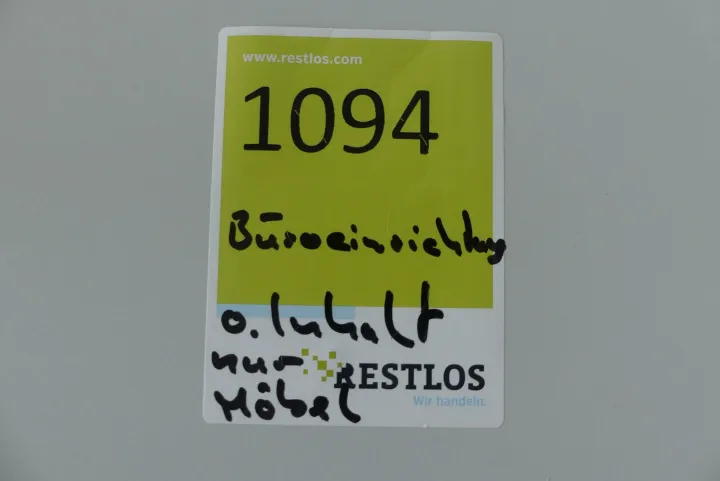 www.restlos.com
1094
Büroeinrichtung
o. Inhalt
nur
Möbel
RESTLOS
Wir handeln.